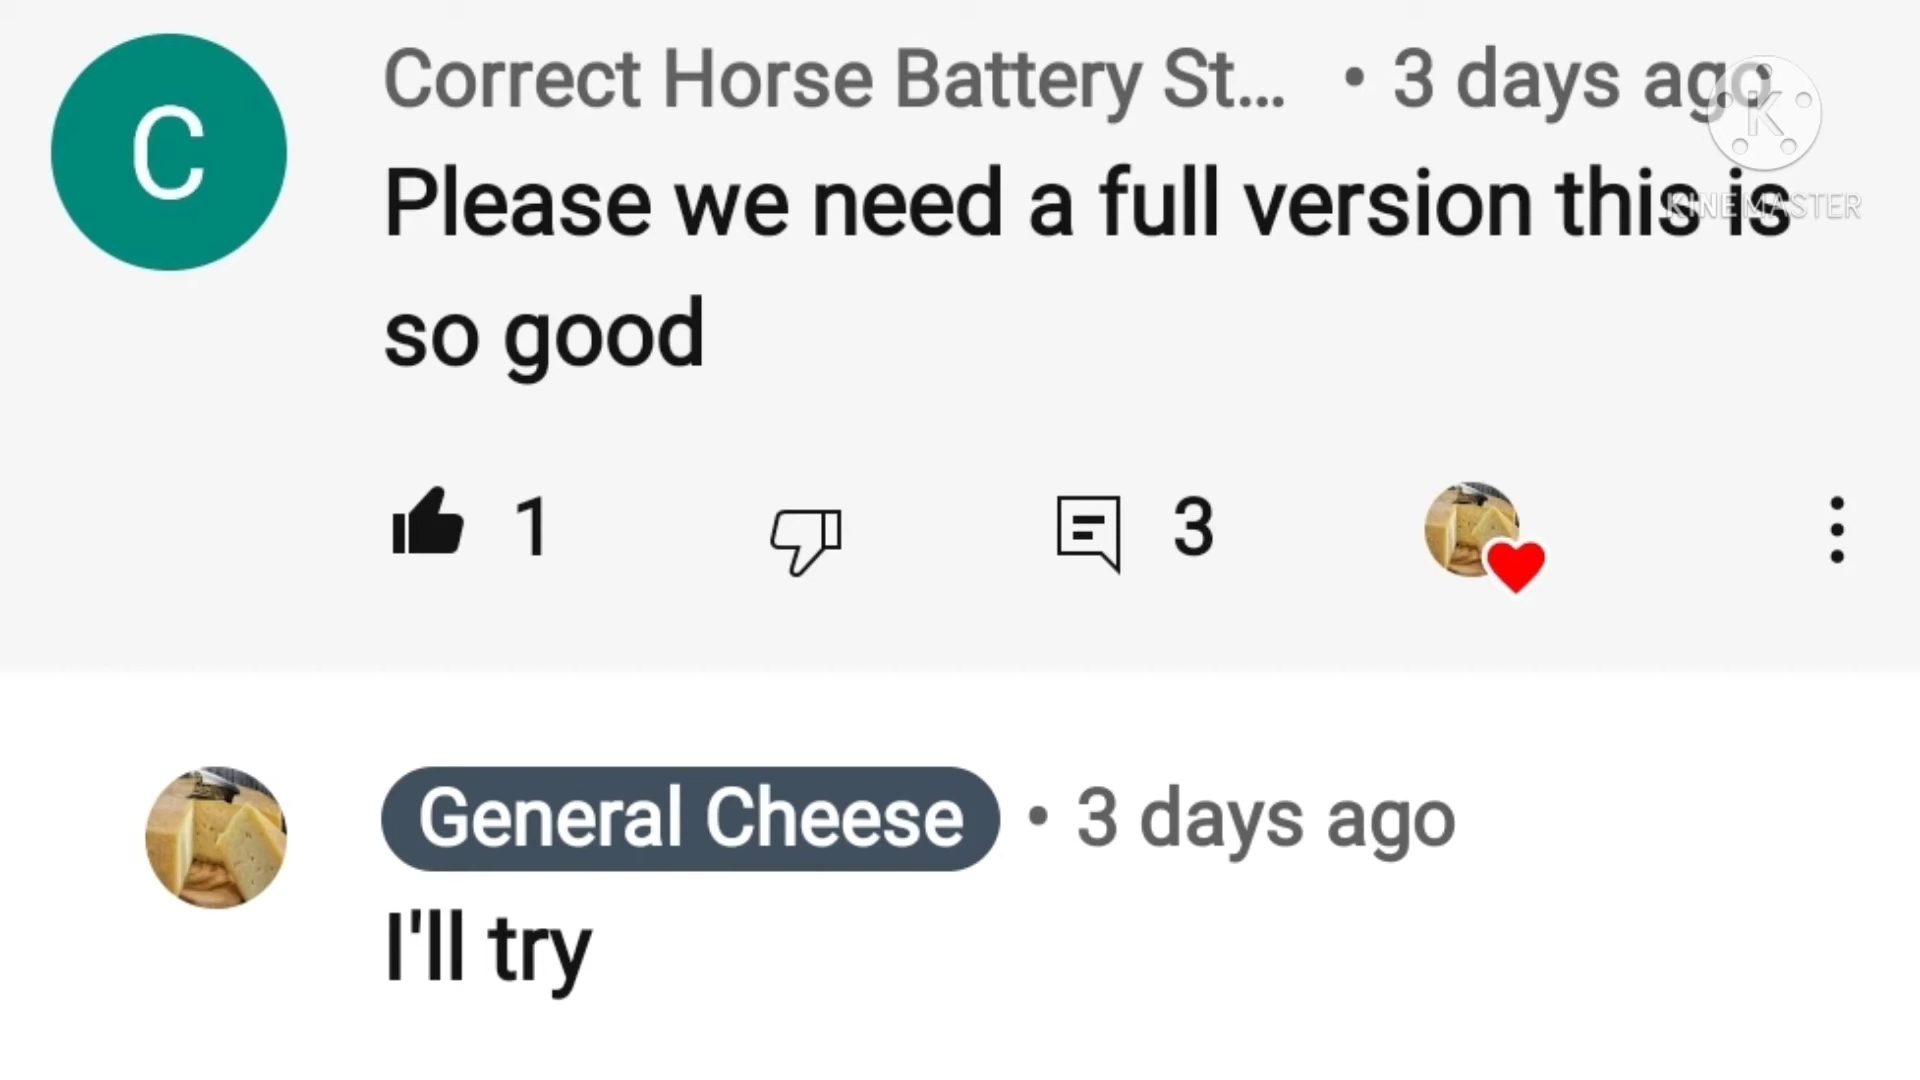 C
Correct Horse Battery St... • 3 days ago
K
KINEMASTER
Please we need a full version this is
so good
1
3
General Cheese • 3 days ago
I'll try